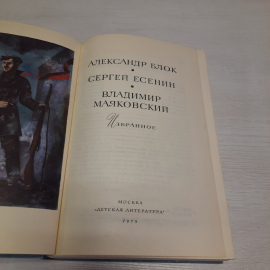 АЛЕКСАНДР БЛОК
•
СЕРГЕЙ ЕСЕНИН
•
ВЛАДИМИР
МАЯКОВСКИЙ
ИЗБРАННОЕ
МОСКВА
"ДЕТСКАЯ ЛИТЕРАТУРА"